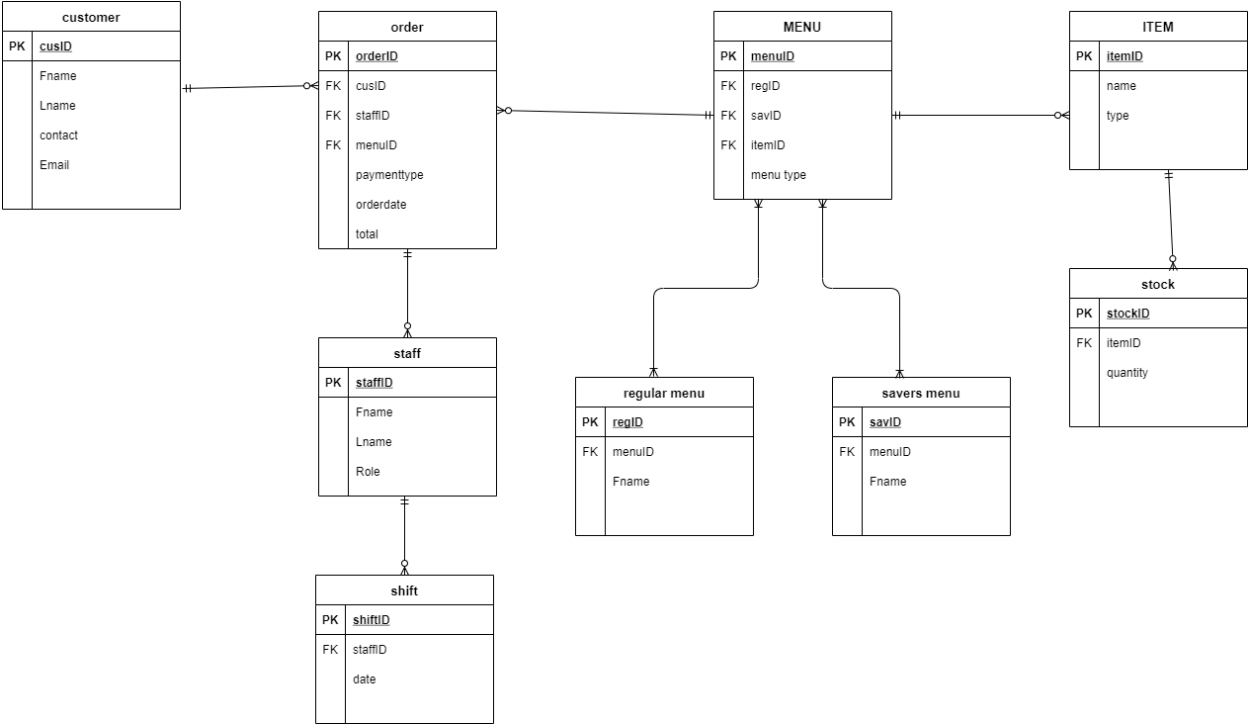 customer
PK cusID
Fname
Lname
contact
Email
order
PK orderID
FK cusID
FK staffID
FK menuID
paymenttype
orderdate
total
MENU
PK menuID
FK regID
FK savID
FK itemID
menu type
ITEM
PK itemID
name
type
staff
PK staffID
Fname
Lname
Role
regular menu
PK regID
FK menuID
Fname
savers menu
PK savID
FK menuID
Fname
stock
PK stockID
FK itemID
quantity
shift
PK shiftID
FK staffID
date